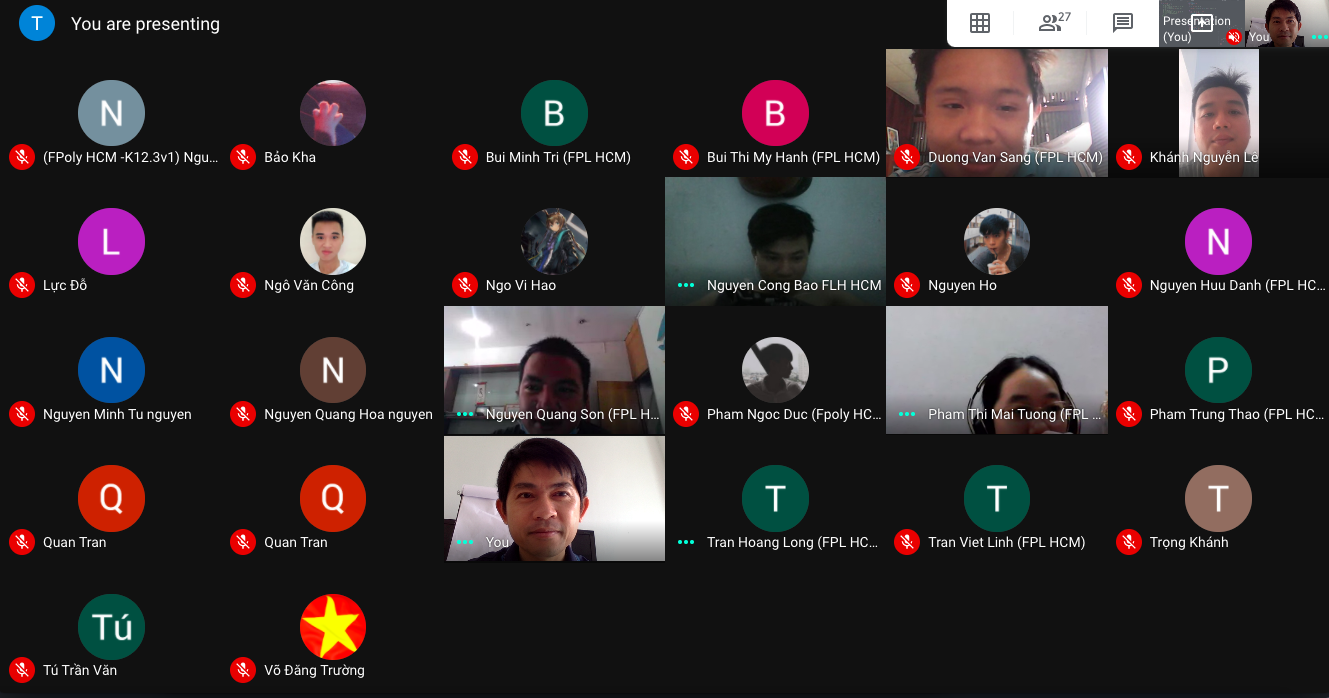 T
You are presenting
27
Presentation
(You)
You
N
B
B
(FPoly HCM -K12.3v1) Ngu...
Bảo Kha
Bui Minh Tri (FPL HCM)
Bui Thi My Hanh (FPL HCM)
Duong Van Sang (FPL HCM)
Khánh Nguyễn Lê
L
N
Lực Đỗ
Ngô Văn Công
Ngo Vi Hao
Nguyen Cong Bao FLH HCM
Nguyen Ho
Nguyen Huu Danh (FPL HC...
N
N
P
Nguyen Minh Tu nguyen
Nguyen Quang Hoa nguyen
Nguyen Quang Son (FPL H...
Pham Ngoc Duc (Fpoly HC...
Pham Thi Mai Tuong (FPL ...
Pham Trung Thao (FPL HC...
Q
Q
T
T
T
Quan Tran
Quan Tran
You
Tran Hoang Long (FPL HC...
Tran Viet Linh (FPL HCM)
Trọng Khánh
Tú
Tú Trần Văn
Võ Đăng Trường